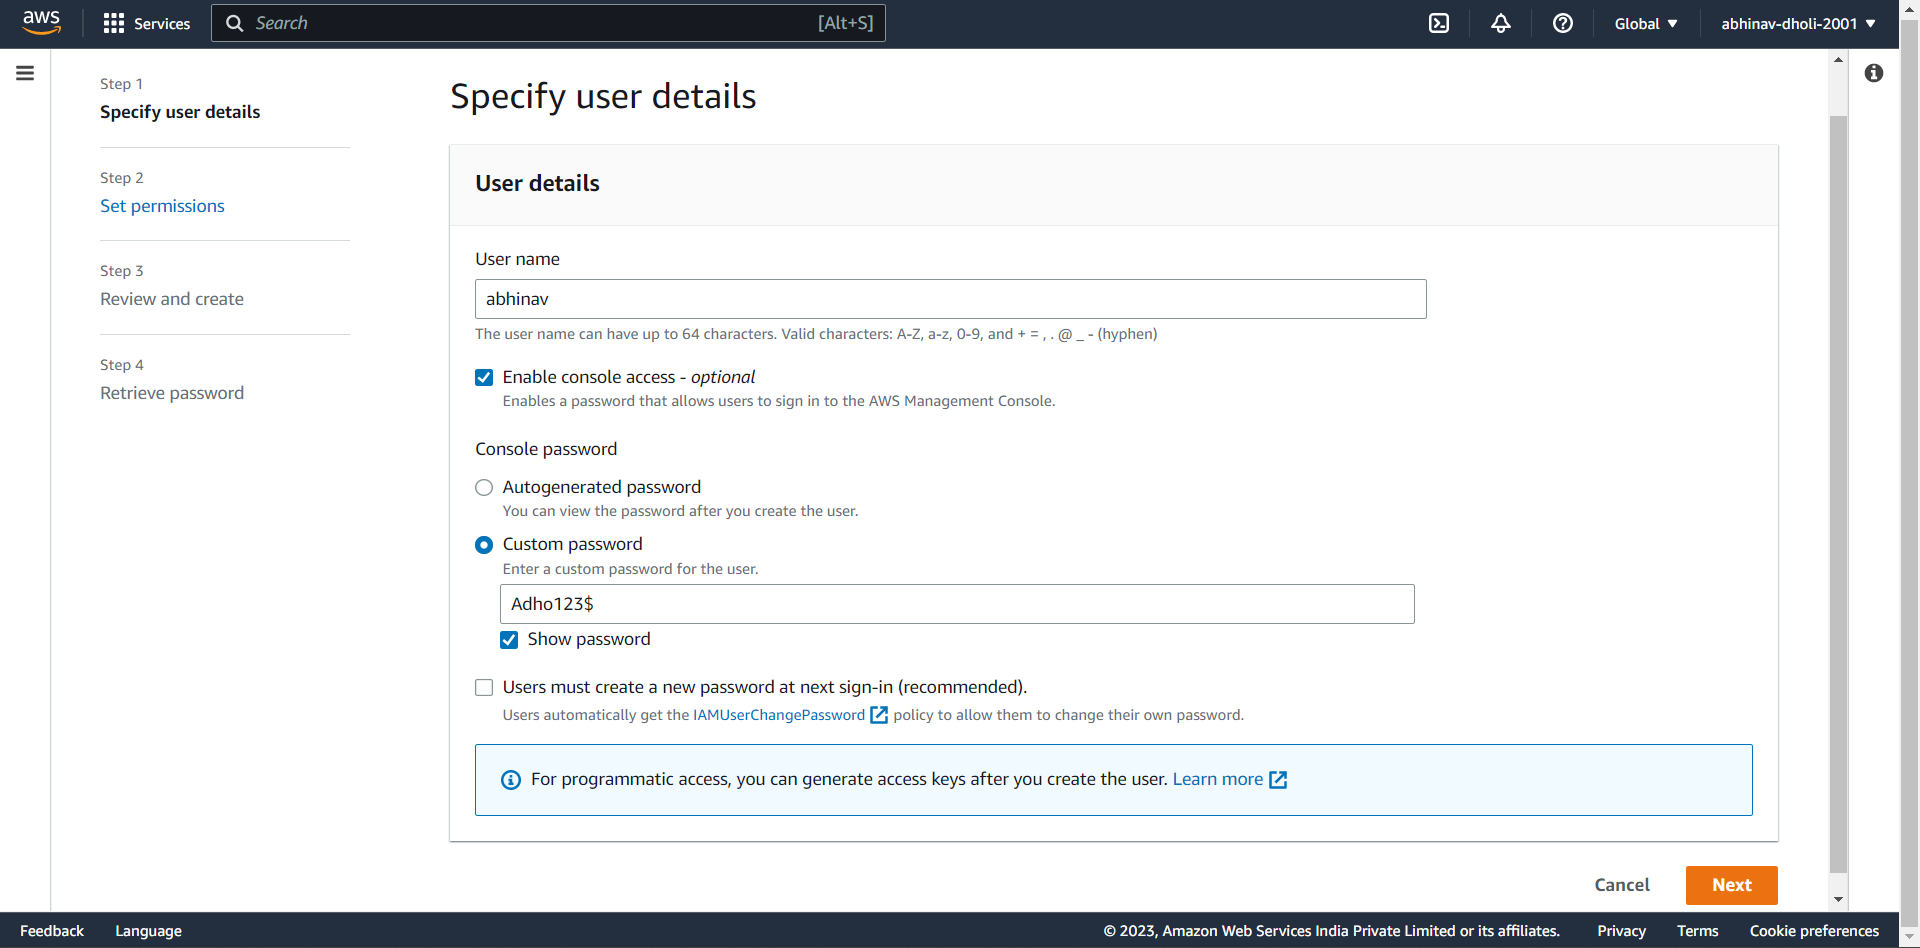 aws
Services
Search
[Alt+S]
Global
abhinav-dholi-2001
Step 1
Specify user details
Step 2
Set permissions
Step 3
Review and create
Step 4
Retrieve password
Specify user details
User details
User name
abhinav
The user name can have up to 64 characters. Valid characters: A-Z, a-z, 0-9, and + = , . @ _ - (hyphen)
Enable console access - optional
Enables a password that allows users to sign in to the AWS Management Console.
Console password
Autogenerated password
You can view the password after you create the user.
Custom password
Enter a custom password for the user.
Adho123$
Show password
Users must create a new password at next sign-in (recommended).
Users automatically get the IAMUserChangePassword policy to allow them to change their own password.
For programmatic access, you can generate access keys after you create the user. Learn more
Cancel
Next
Feedback
Language
© 2023, Amazon Web Services India Private Limited or its affiliates.
Privacy
Terms
Cookie preferences